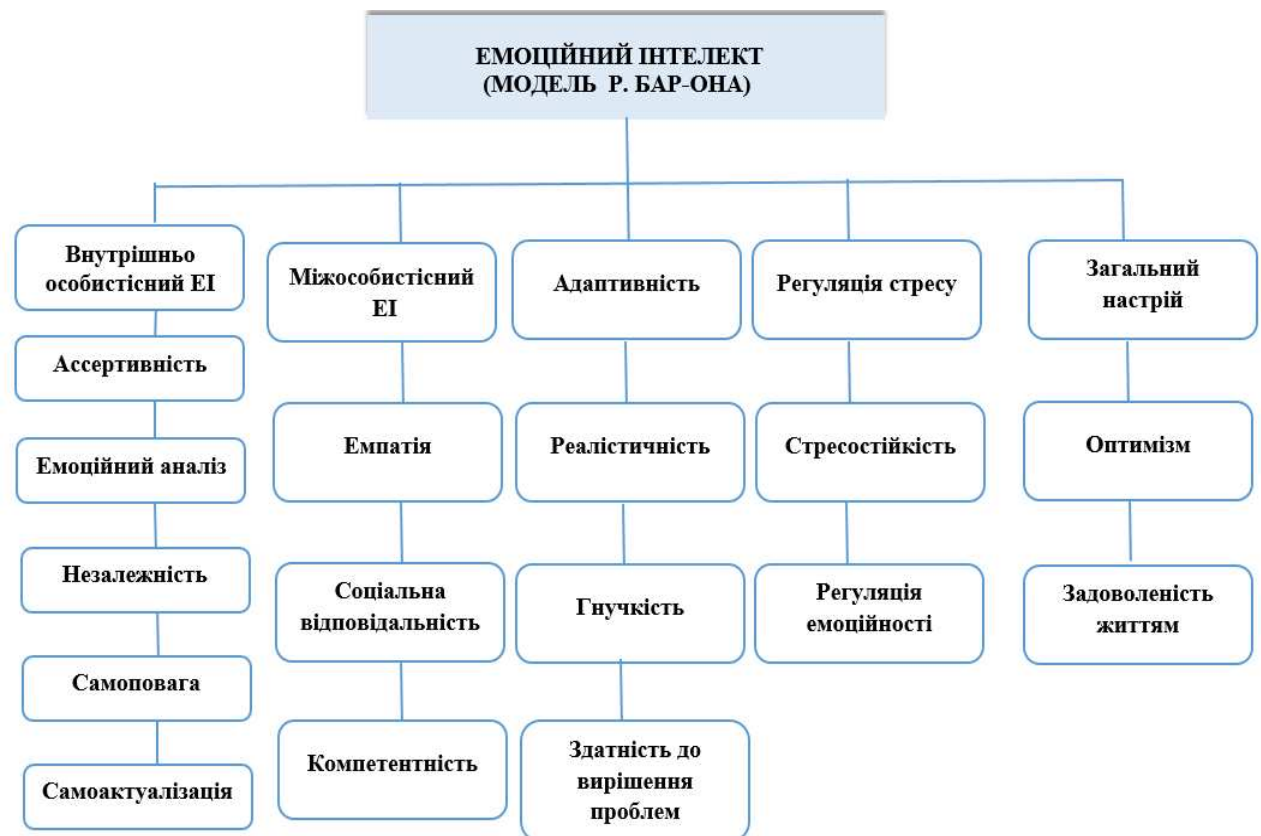 ЕМОЦІЙНИЙ ІНТЕЛЕКТ
(МОДЕЛЬ Р. БАР-ОНА)
Внутрішньо
особистісний ЕІ
Ассертивність
Емоційний аналіз
Незалежність
Самоповага
Самоактуалізація
Міжособистісний
ЕІ
Емпатія
Соціальна
відповідальність
Компетентність
Адаптивність
Реалістичність
Гнучкість
Здатність до
вирішення
проблем
Регуляція стресу
Стресостійкість
Регуляція
емоційності
Загальний
настрій
Оптимізм
Задоволеність
життям